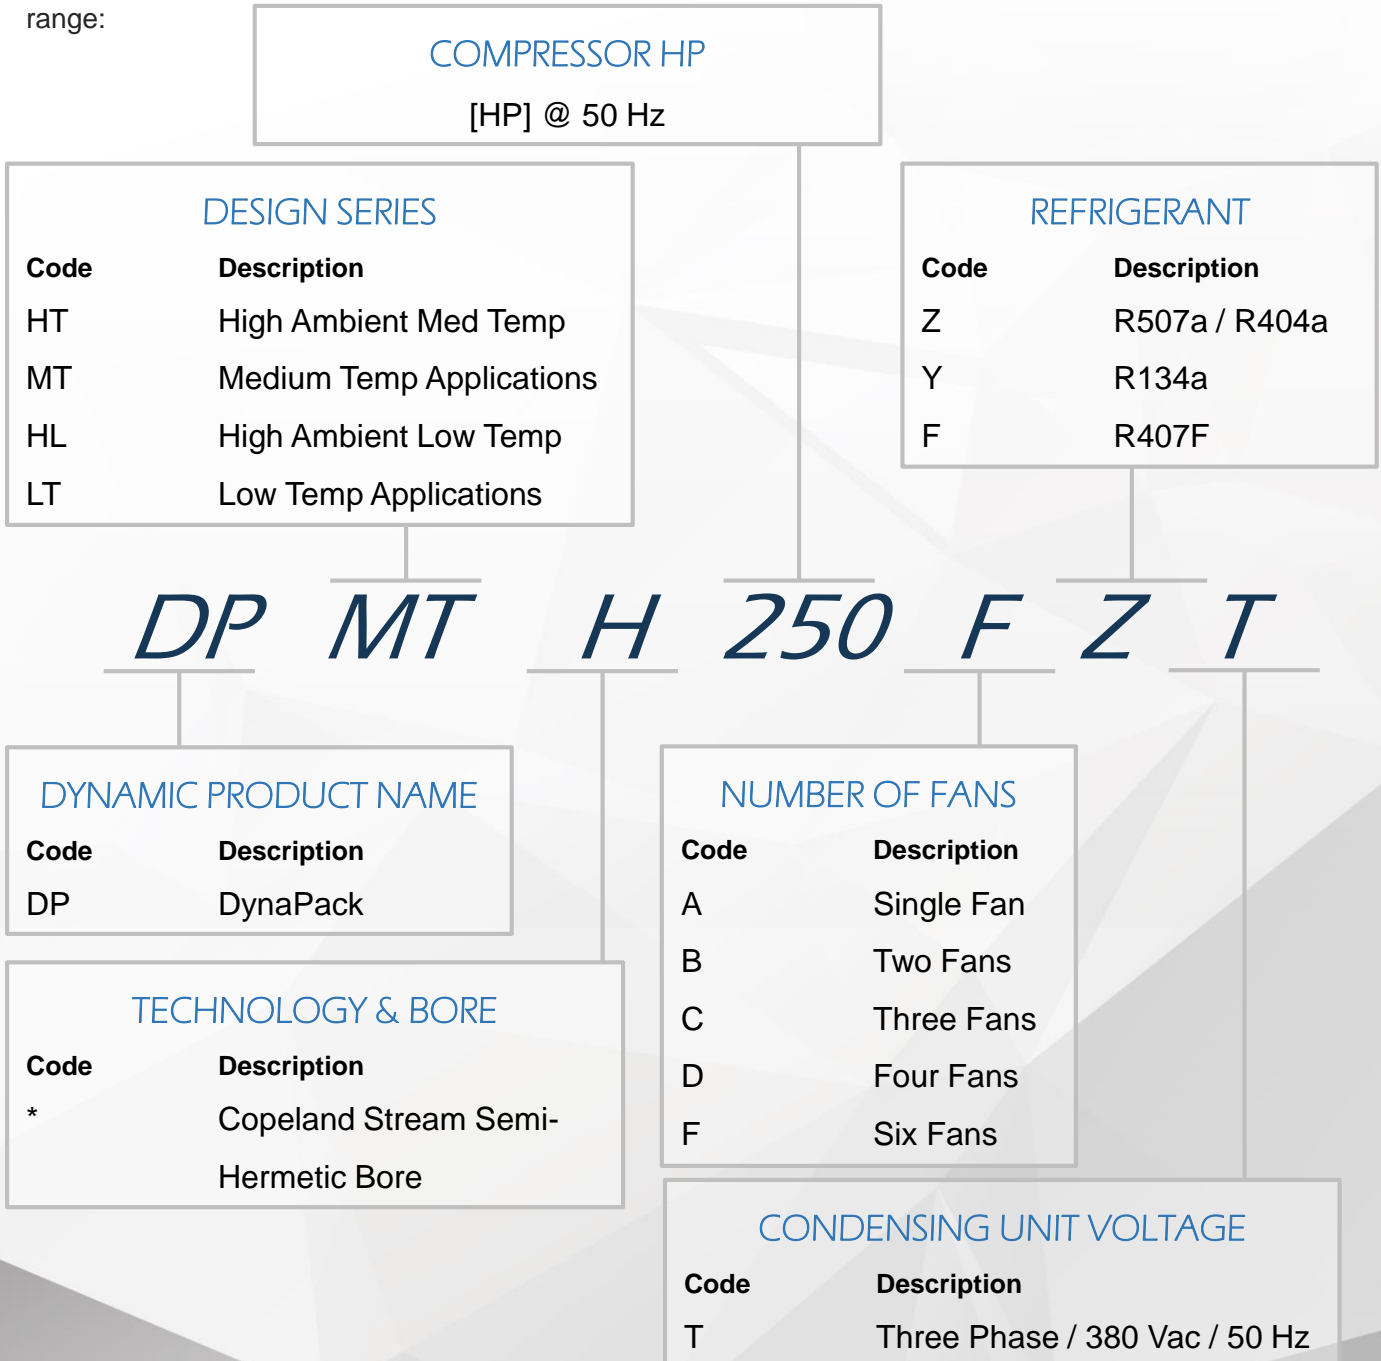 range:
COMPRESSOR HP
[HP] @ 50 Hz
DESIGN SERIES
Code Description
HT High Ambient Med Temp
MT Medium Temp Applications
HL High Ambient Low Temp
LT Low Temp Applications
REFRIGERANT
Code Description
Z R507a / R404a
Y R134a
F R407F
DP MT H 250 F Z T
DYNAMIC PRODUCT NAME
Code Description
DP DynaPack
TECHNOLOGY & BORE
Code Description
* Copeland Stream Semi-
Hermetic Bore
NUMBER OF FANS
Code Description
A Single Fan
B Two Fans
C Three Fans
D Four Fans
F Six Fans
CONDENSING UNIT VOLTAGE
Code Description
T Three Phase / 380 Vac / 50 Hz